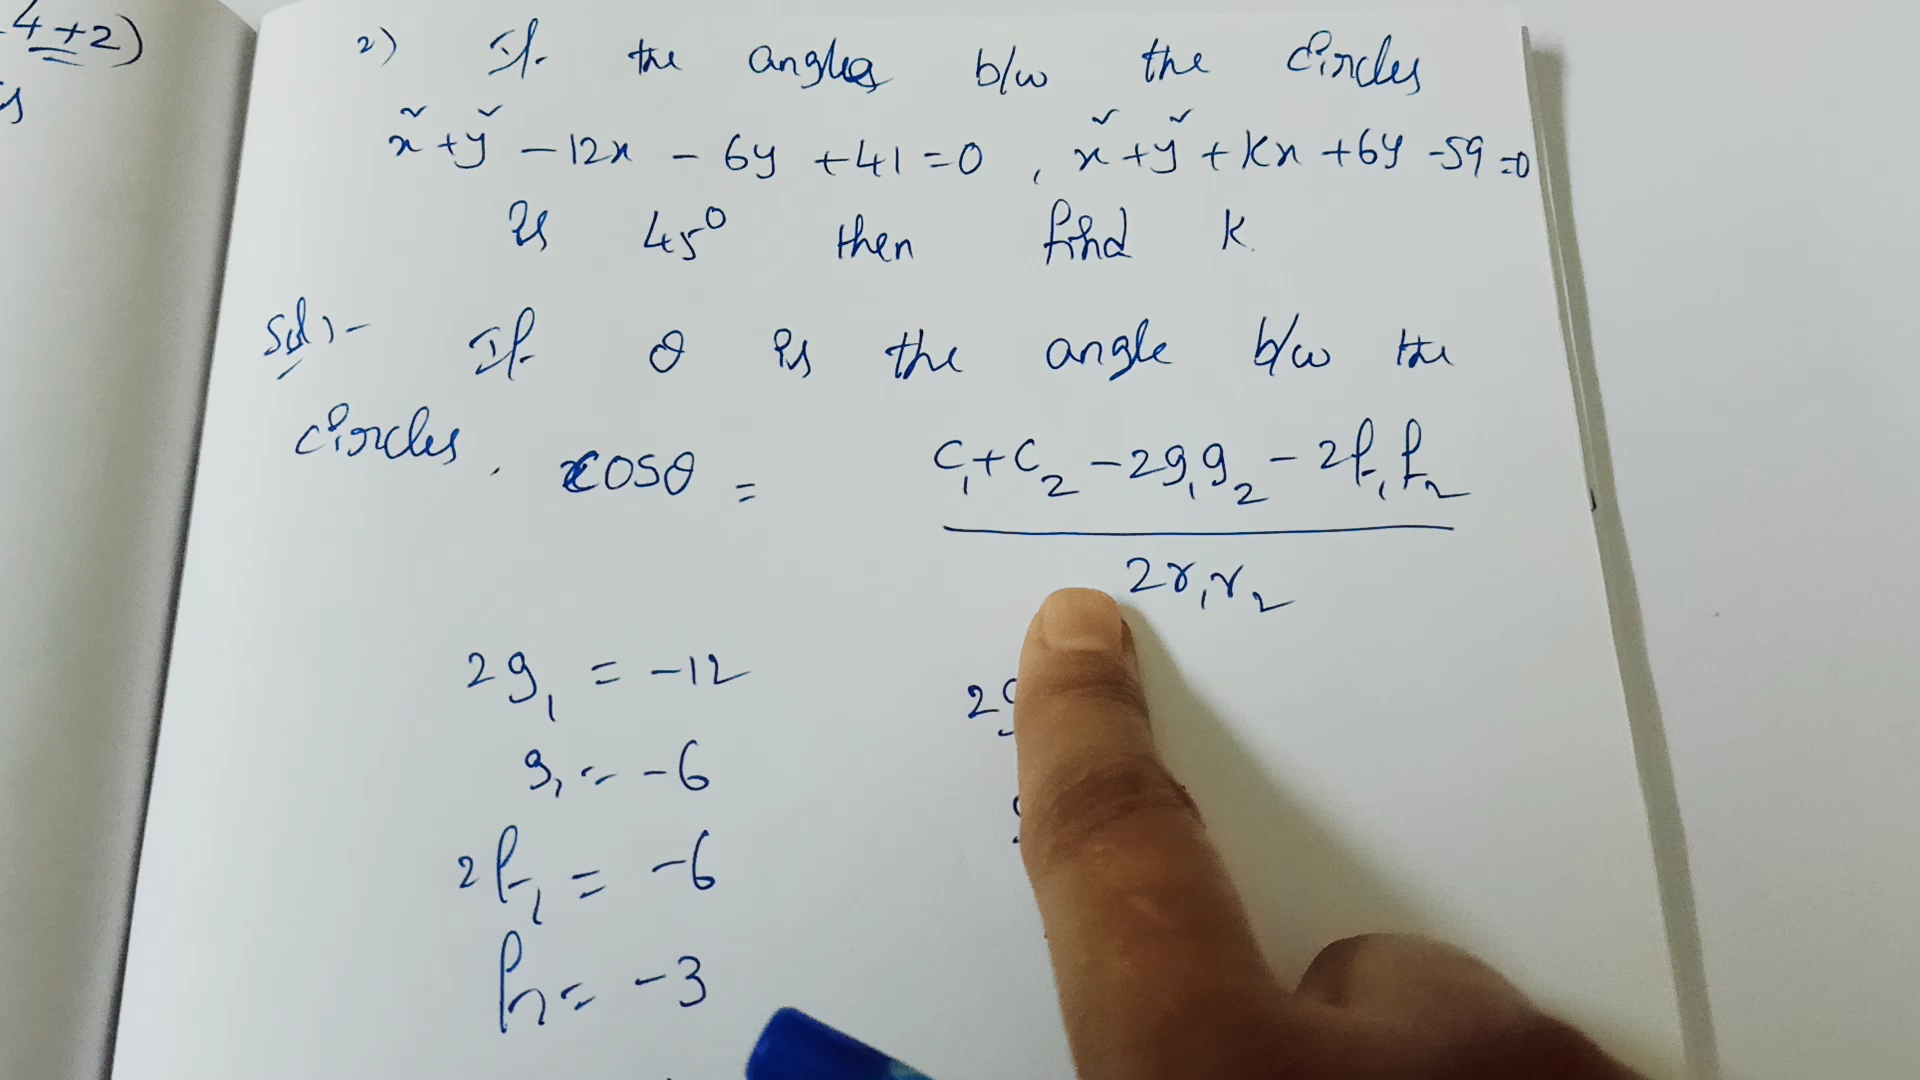 4+2)
2) If the angles b/w the circles
x²+y² -12x - 6y +41=0, x²+y²+Kx+6y-59=0
is 45⁰ then find K.
Sol:- If θ is the angle b/w the
circles, cosθ = C₁+C₂-2g₁g₂-2f₁f₂
2r₁r₂
2g₁ = -12
g₁ = -6
2f₁ = -6
f₁ = -3
2g